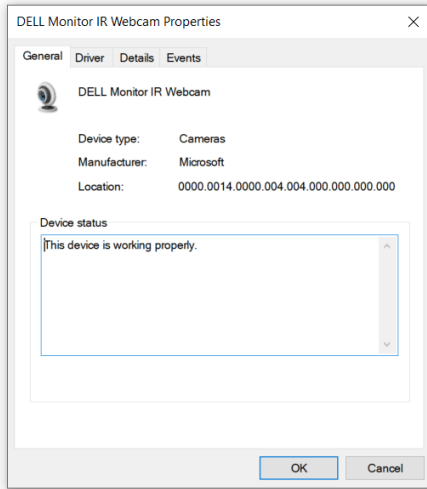 DELL Monitor IR Webcam Properties
General Driver Details Events
DELL Monitor IR Webcam
Device type: Cameras
Manufacturer: Microsoft
Location: 0000.0014.0000.004.004.000.000.000.000
Device status
This device is working properly.
OK Cancel